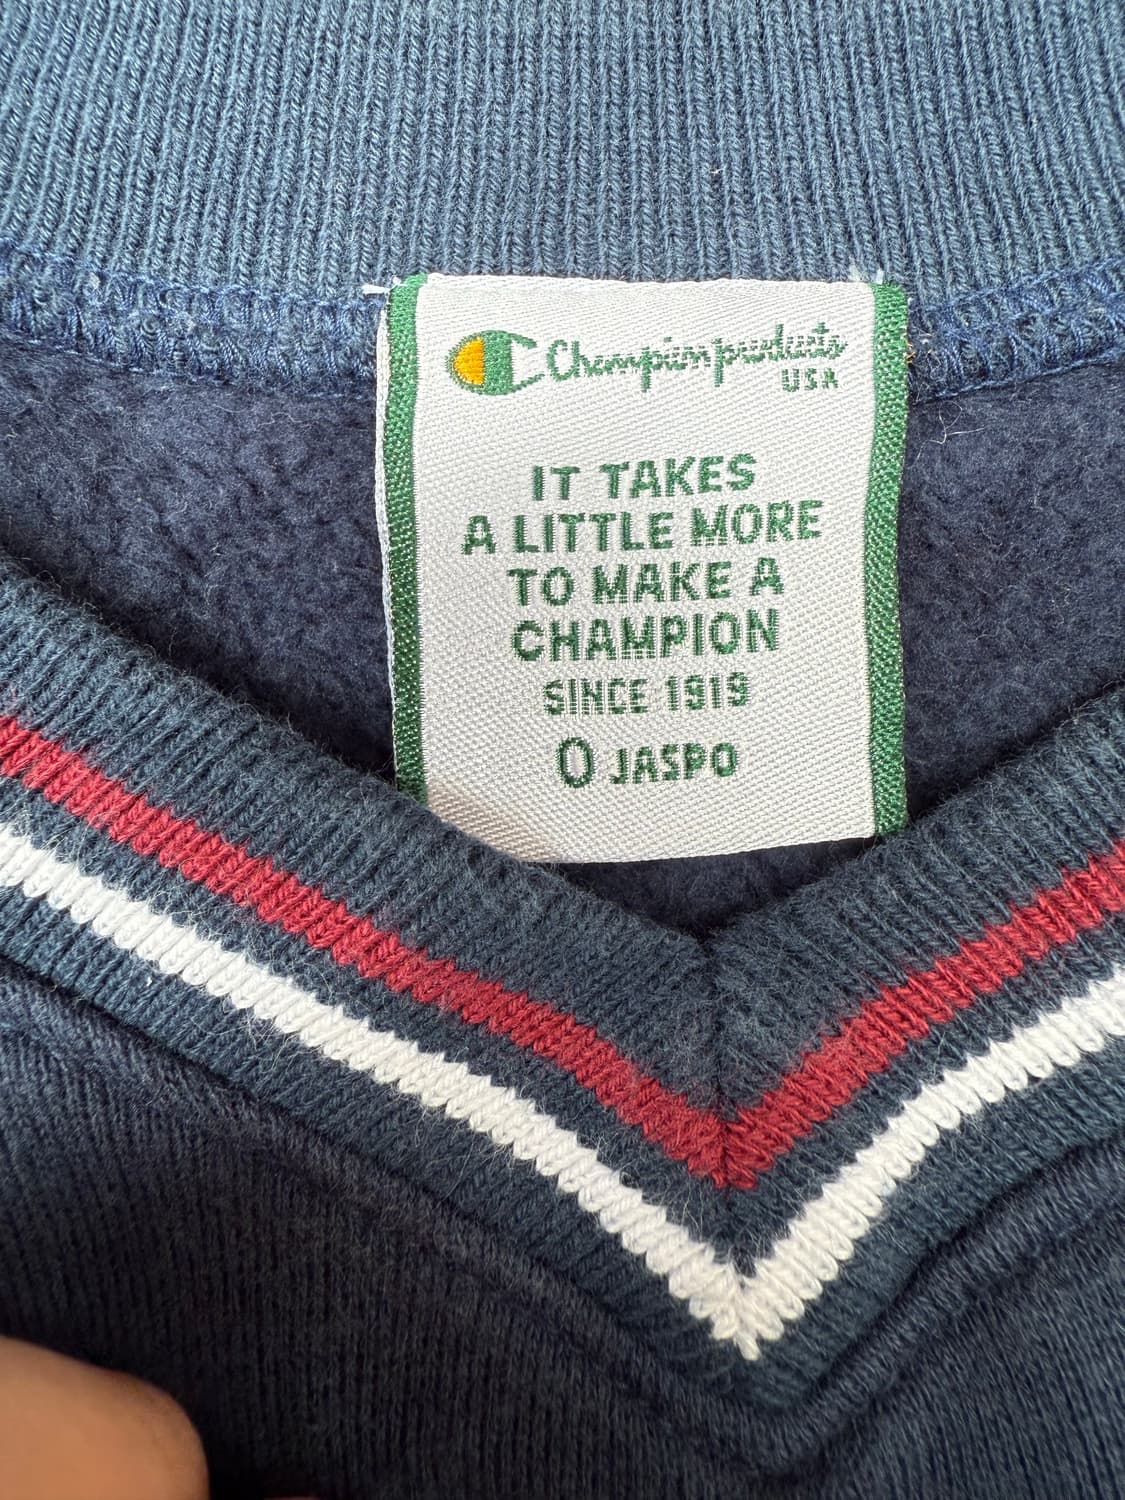 Champion products
USA
IT TAKES
A LITTLE MORE
TO MAKE A
CHAMPION
SINCE 1919
O JASPO